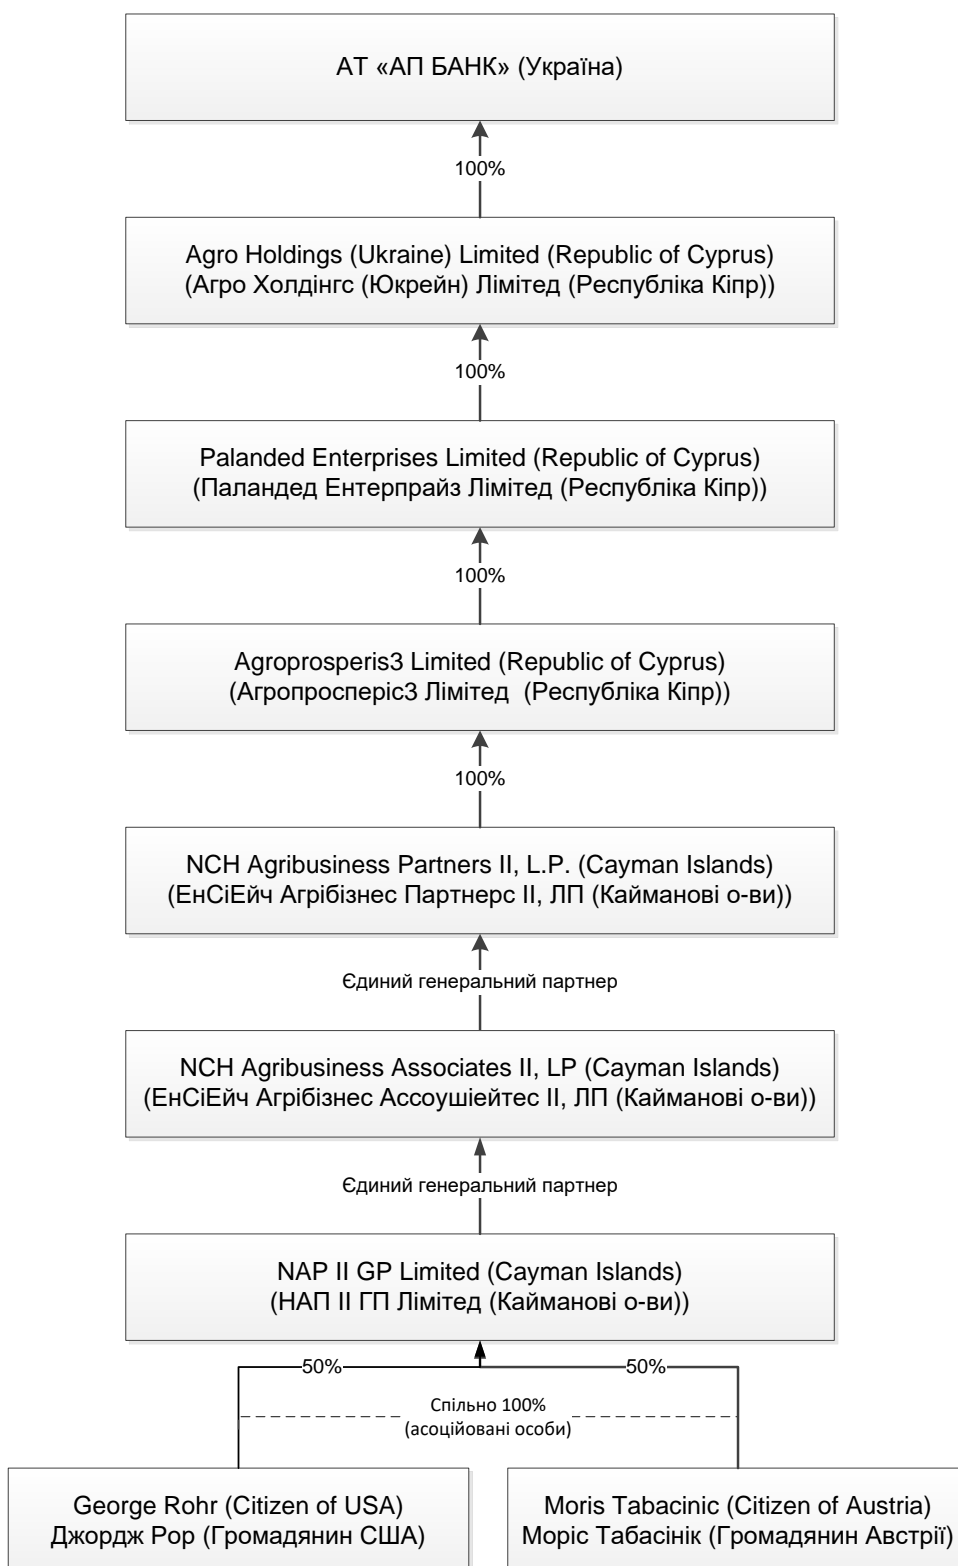 АТ «АП БАНК» (Україна)
100%
Agro Holdings (Ukraine) Limited (Republic of Cyprus)
(Агро Холдінгс (Юкрейн) Лімітед (Республіка Кіпр))
100%
Palanded Enterprises Limited (Republic of Cyprus)
(Паландед Ентерпрайз Лімітед (Республіка Кіпр))
100%
Agroprosperis3 Limited (Republic of Cyprus)
(Агропросперіс3 Лімітед (Республіка Кіпр))
100%
NCH Agribusiness Partners II, L.P. (Cayman Islands)
(ЕнСіЕйч Агрібізнес Партнерс II, ЛП (Кайманові о-ви))
Єдиний генеральний партнер
NCH Agribusiness Associates II, LP (Cayman Islands)
(ЕнСіЕйч Агрібізнес Ассоушіейтес II, ЛП (Кайманові о-ви))
Єдиний генеральний партнер
NAP II GP Limited (Cayman Islands)
(НАП II ГП Лімітед (Кайманові о-ви))
50%
50%
Спільно 100%
(асоційовані особи)
George Rohr (Citizen of USA)
Джордж Рор (Громадянин США)
Moris Tabacinic (Citizen of Austria)
Моріс Табасінік (Громадянин Австрії)